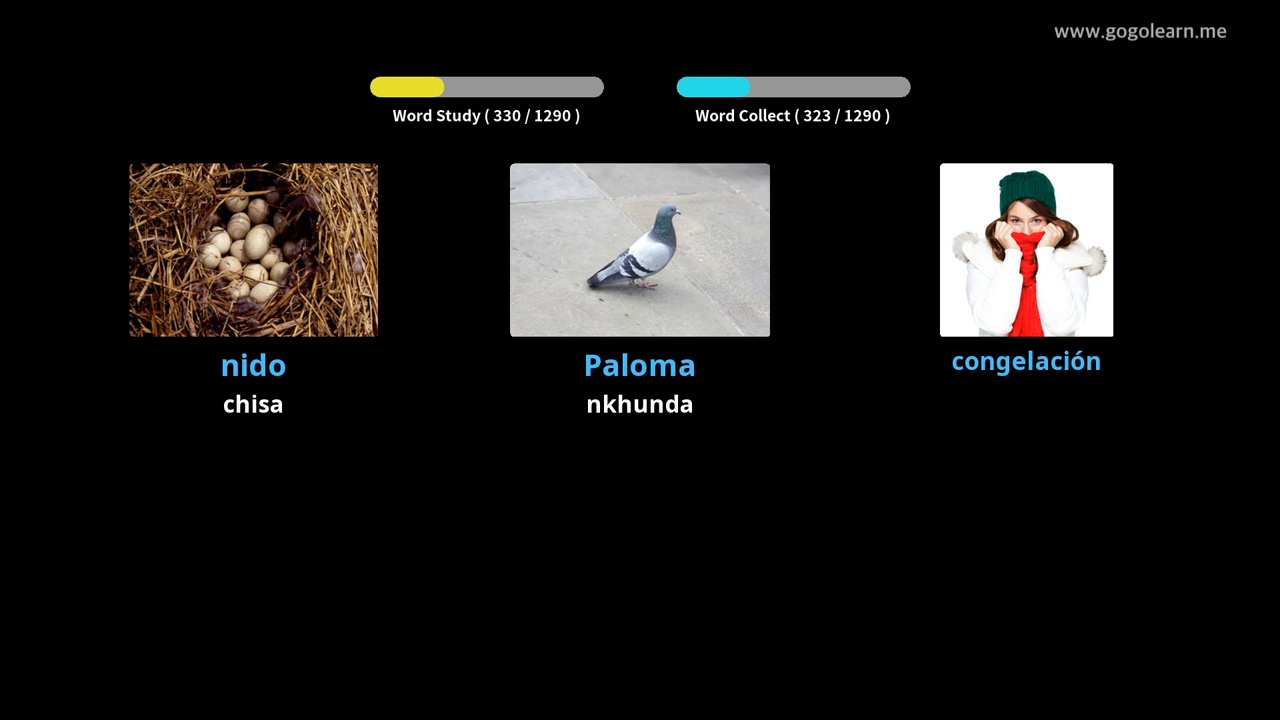 www.gogolearn.me
Word Study ( 330 / 1290 )
Word Collect ( 323 / 1290 )
nido
Paloma
congelación
chisa
nkhunda